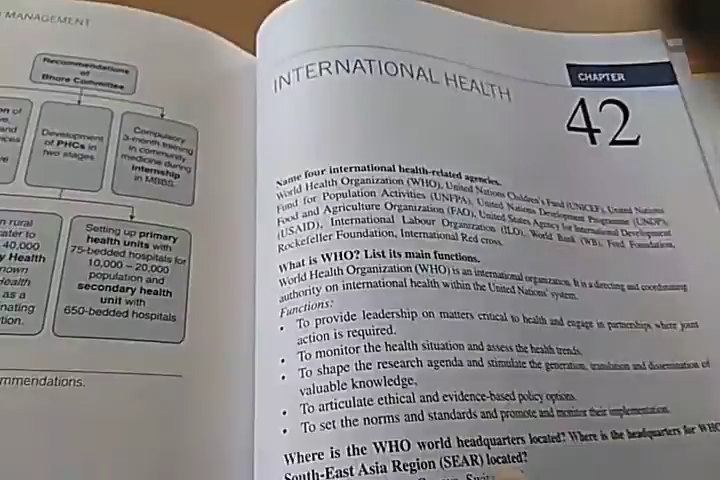 MANAGEMENT
Recommendations
of
Bhore Committee
on of
and
Development
of PHCs in
two stages
Compulsory
3-month training
in community
medicine during
internship
in MBBS.
n rural
ater to
40,000
y Health
nown
Health
as a
nating
tion.
Setting up primary
health units with
75-bedded hospitals for
10,000 – 20,000
population and
secondary health
unit with
650-bedded hospitals
mmendations.
INTERNATIONAL HEALTH
CHAPTER
42
Name four international health-related agencies.
World Health Organization (WHO), United Nations Children's Fund (UNICEF), United Nations
Fund for Population Activities (UNFPA), United Nations Development Programme (UNDP),
Food and Agriculture Organization (FAO), United States Agency for International Development
(USAID), International Labour Organization (ILO), World Bank (WB), Ford Foundation,
Rockefeller Foundation, International Red cross.
What is WHO? List its main functions.
World Health Organization (WHO) is an international organization. It is a directing and coordinating
authority on international health within the United Nations' system.
Functions:
• To provide leadership on matters critical to health and engage in partnerships where joint
action is required.
• To monitor the health situation and assess the health trends.
• To shape the research agenda and stimulate the generation, translation and dissemination of
valuable knowledge.
• To articulate ethical and evidence-based policy options.
• To set the norms and standards and promote and monitor their implementation.
Where is the WHO world headquarters located? Where is the headquarters for WHO
South-East Asia Region (SEAR) located?